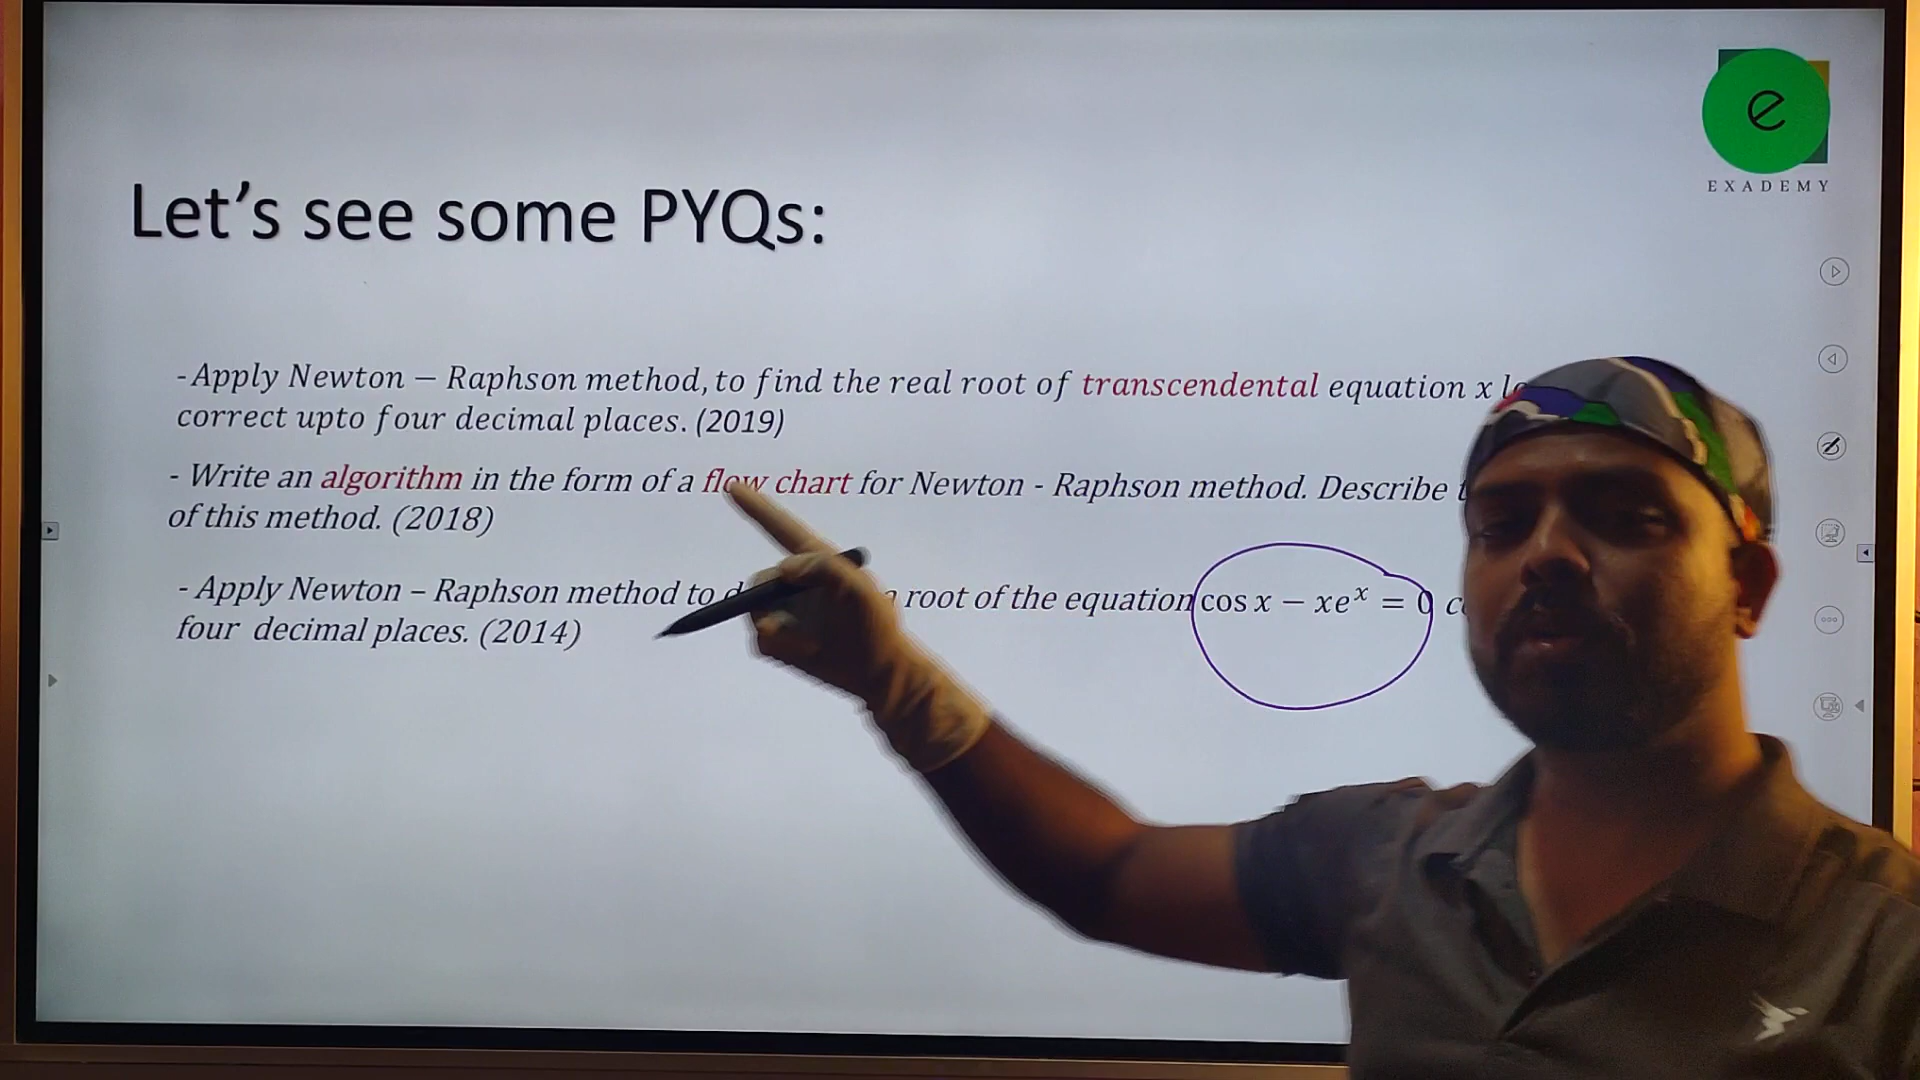 e
EXADEMY
Let's see some PYQs:
- Apply Newton – Raphson method, to find the real root of transcendental equation x
correct upto four decimal places. (2019)
- Write an algorithm in the form of a flow chart for Newton - Raphson method. Describe
of this method. (2018)
- Apply Newton – Raphson method to root of the equation cos x – xeˣ = 0
four decimal places. (2014)